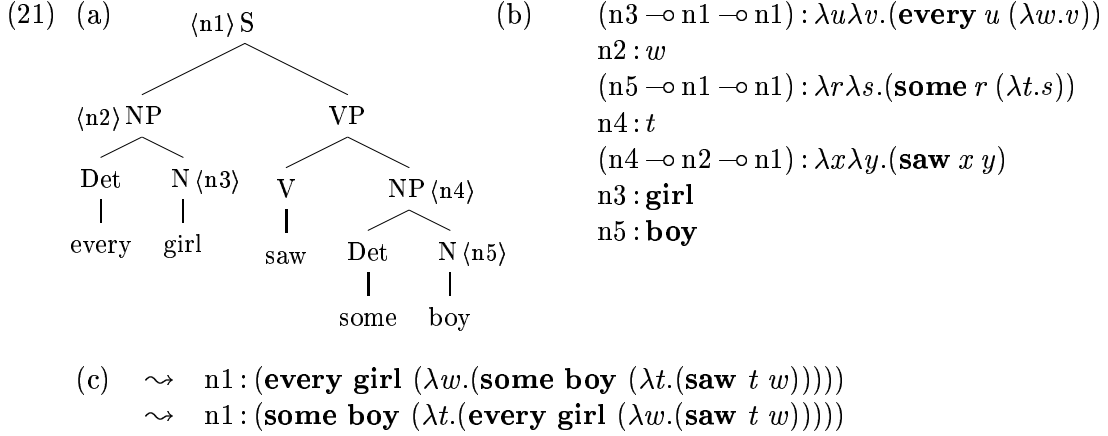 (21) (a) ⟨n1⟩ S
⟨n2⟩ NP VP
Det N ⟨n3⟩ V NP ⟨n4⟩
every girl saw Det N ⟨n5⟩
some boy
(b) (n3 ⊸ n1 ⊸ n1) : λuλv.(every u (λw.v))
n2 : w
(n5 ⊸ n1 ⊸ n1) : λrλs.(some r (λt.s))
n4 : t
(n4 ⊸ n2 ⊸ n1) : λxλy.(saw x y)
n3 : girl
n5 : boy
(c) ⤳ n1 : (every girl (λw.(some boy (λt.(saw t w)))))
⤳ n1 : (some boy (λt.(every girl (λw.(saw t w)))))